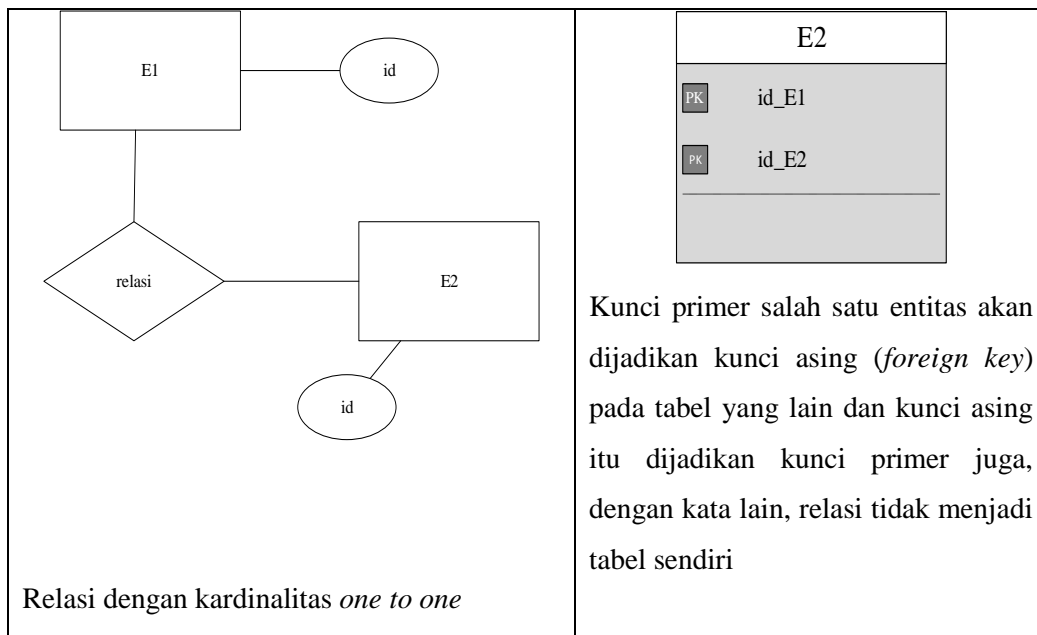 E1
id
relasi
E2
id
Relasi dengan kardinalitas one to one
E2
PK id_E1
PK id_E2
Kunci primer salah satu entitas akan
dijadikan kunci asing (foreign key)
pada tabel yang lain dan kunci asing
itu dijadikan kunci primer juga,
dengan kata lain, relasi tidak menjadi
tabel sendiri